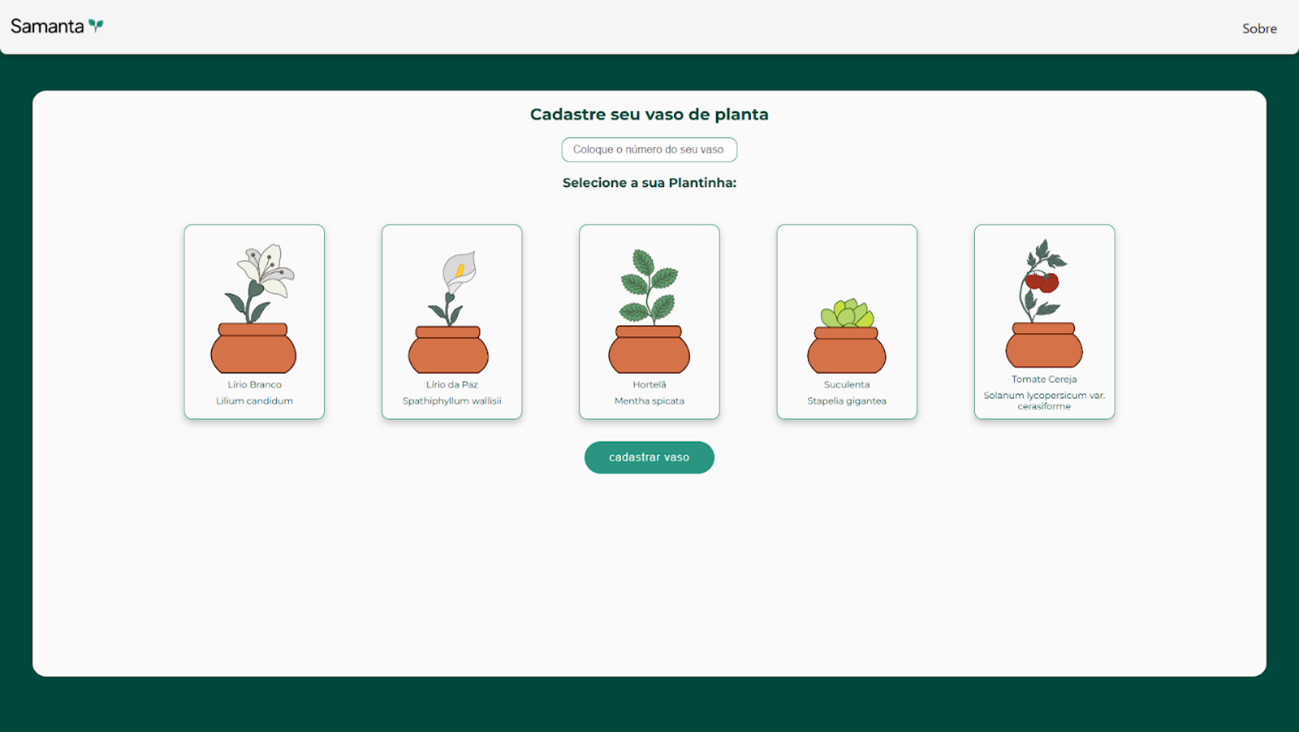 Samanta
Sobre
Cadastre seu vaso de planta
Coloque o número do seu vaso
Selecione a sua Plantinha:
Lírio Branco
Lilium candidum
Lírio da Paz
Spathiphyllum wallisii
Hortelã
Mentha spicata
Suculenta
Stapelia gigantea
Tomate Cereja
Solanum lycopersicum var.
cerasiforme
cadastrar vaso